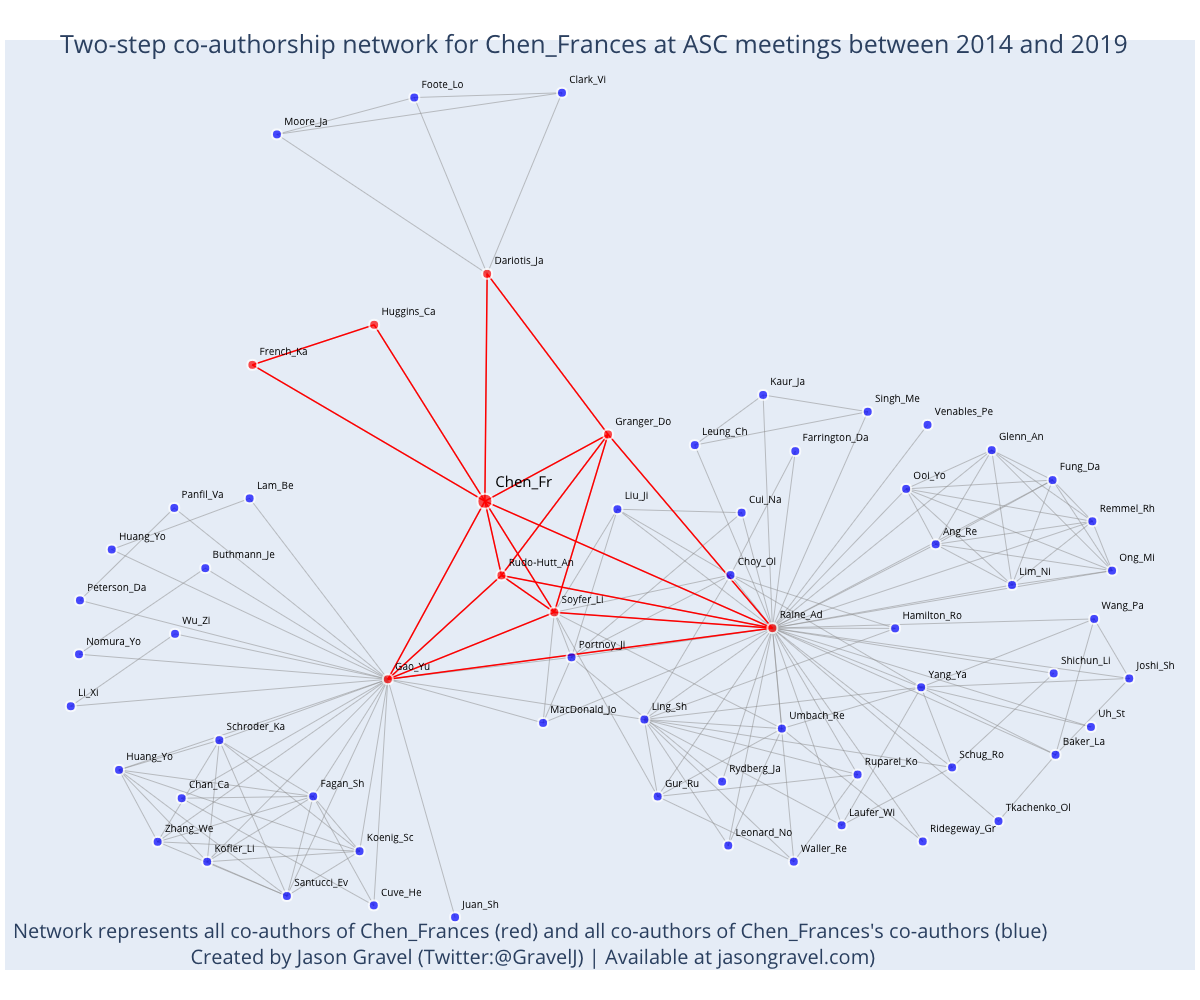 Two-step co-authorship network for Chen_Frances at ASC meetings between 2014 and 2019
Clark_Vi
Foote_Lo
Moore_Ja
Dariotis_Ja
Huggins_Ca
French_Ka
Kaur_Ja
Singh_Me
Venables_Pe
Granger_Do
Leung_Ch
Farrington_Da
Glenn_An
Ooi_Yo
Fung_Da
Chen_Fr
Lam_Be
Panfil_Va
Liu_Ji
Cui_Na
Remmel_Rh
Huang_Yo
Ang_Re
Buthmann_Je
Rudo-Hutt_An
Choy_Ol
Lim_Ni
Ong_Mi
Peterson_Da
Soyfer_Li
Raine_Ad
Hamilton_Ro
Wang_Pa
Wu_Zi
Nomura_Yo
Portnoy_Ji
Gao_Yu
Yang_Ya
Shichun_Li
Joshi_Sh
Li_Xi
MacDonald_Jo
Ling_Sh
Umbach_Re
Uh_St
Schroder_Ka
Baker_La
Huang_Yo
Chan_Ca
Fagan_Sh
Gur_Ru
Rydberg_Ja
Ruparel_Ko
Schug_Ro
Zhang_We
Kofler_Li
Koenig_Sc
Leonard_No
Laufer_Wi
Waller_Re
Ridegeway_Gr
Tkachenko_Ol
Santucci_Ev
Cuve_He
Juan_Sh
Network represents all co-authors of Chen_Frances (red) and all co-authors of Chen_Frances's co-authors (blue)
Created by Jason Gravel (Twitter:@GravelJ) | Available at jasongravel.com)